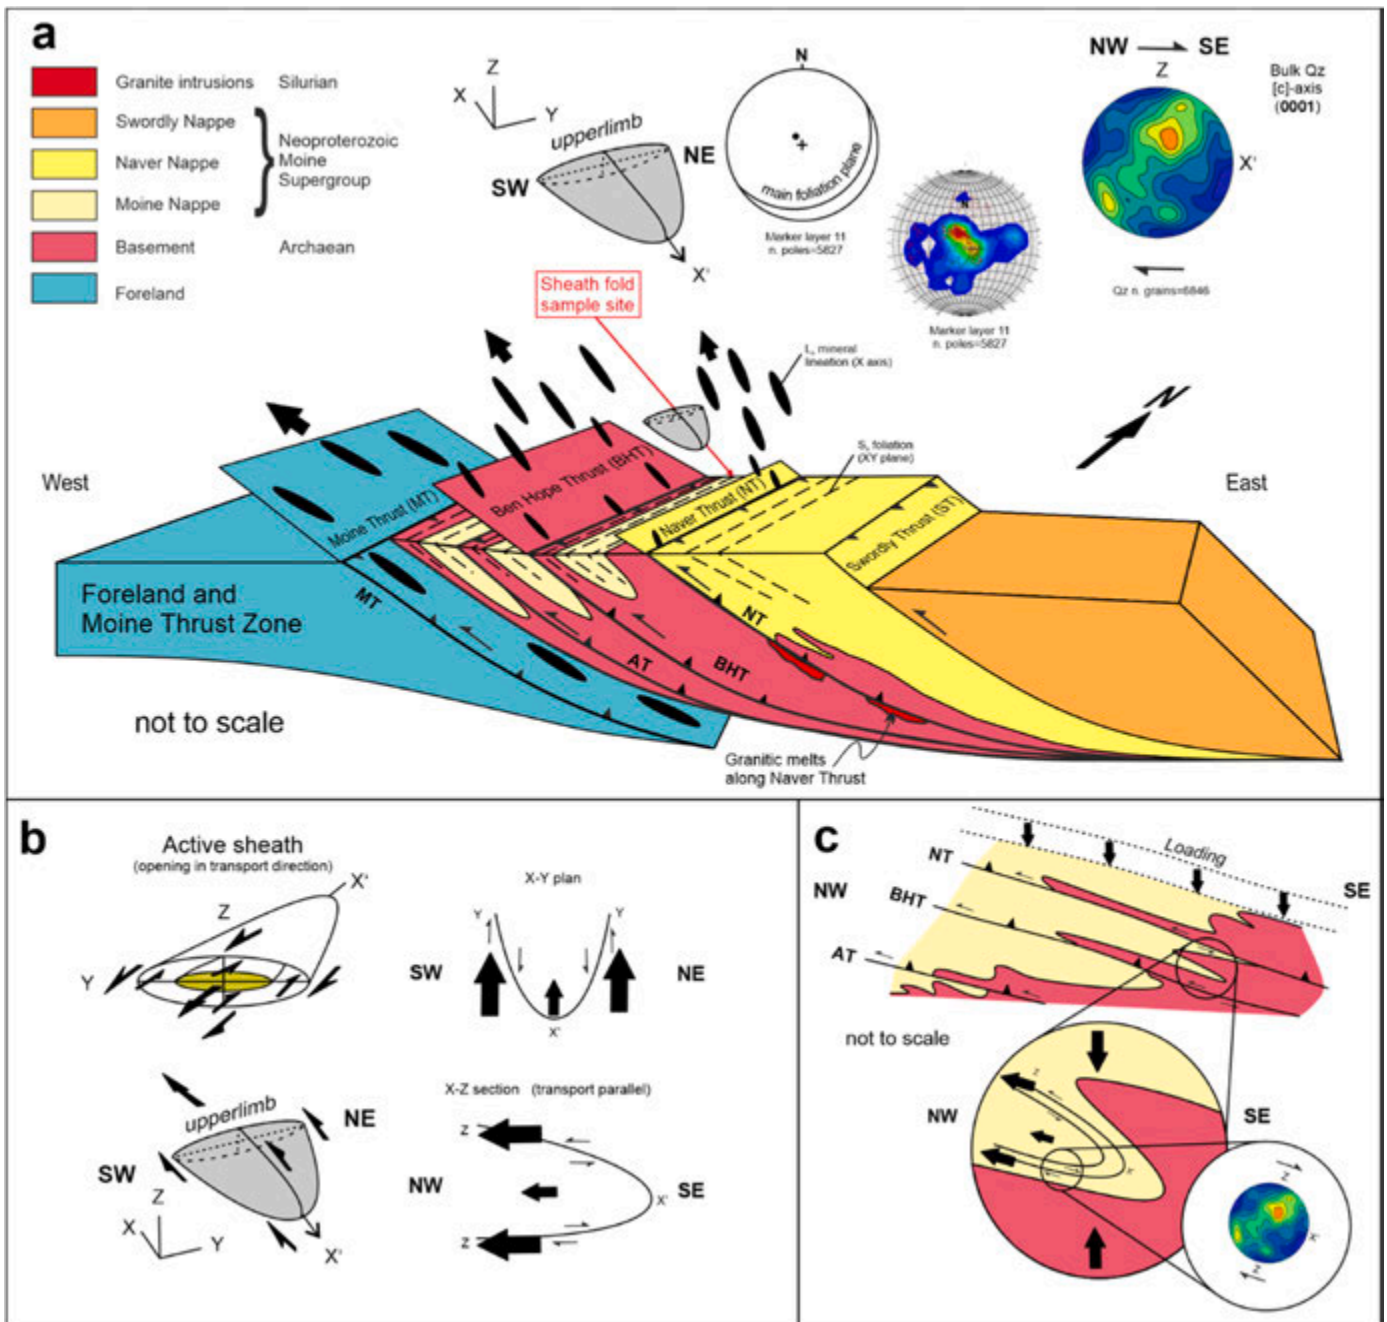 a
Granite intrusions Silurian
Swordly Nappe
Naver Nappe
Moine Nappe
Neoproterozoic
Moine
Supergroup
Basement Archaean
Foreland
Z
X
Y
upperlimb
SW
NE
X'
N
main foliation plane
Marker layer 11
n. poles=5827
N
Marker layer 11
n. poles=5827
NW SE
Z
X'
Bulk Qz
[c]-axis
(0001)
Qz n. grains=6846
Sheath fold
sample site
mineral
lineation (X axis)
foliation
(XY plane)
N
West
East
Moine Thrust (MT)
Ben Hope Thrust (BHT)
Naver Thrust (NT)
Swordly Thrust (ST)
Foreland and
Moine Thrust Zone
MT
AT
BHT
NT
not to scale
Granitic melts
along Naver Thrust
b
Active sheath
(opening in transport direction)
X'
Z
Y
X-Y plan
Y Y
SW
NE
X'
upperlimb
NE
SW
Z
X
Y
X'
X-Z section (transport parallel)
Z
NW
SE
X'
Z
c
Loading
NT
NW
SE
BHT
AT
not to scale
Z
NW
SE
X'
Z
X'
Z